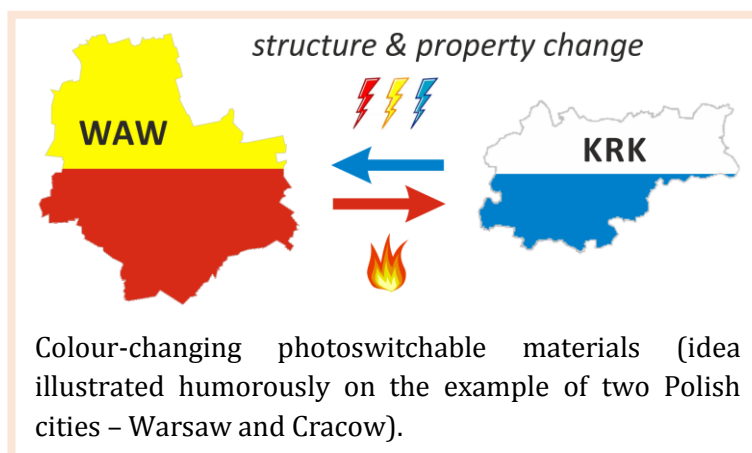 structure & property change
WAW
KRK
Colour-changing photoswitchable materials (idea
illustrated humorously on the example of two Polish
cities – Warsaw and Cracow).